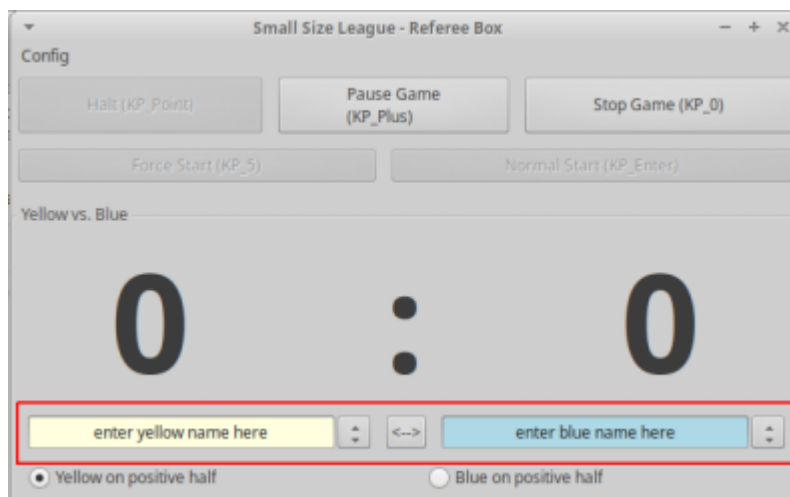 Small Size League - Referee Box
Config
Halt (KP_Point)
Pause Game
(KP_Plus)
Stop Game (KP_0)
Force Start (KP_5)
Normal Start (KP_Enter)
Yellow vs. Blue
0 : 0
enter yellow name here
<-->
enter blue name here
Yellow on positive half
Blue on positive half